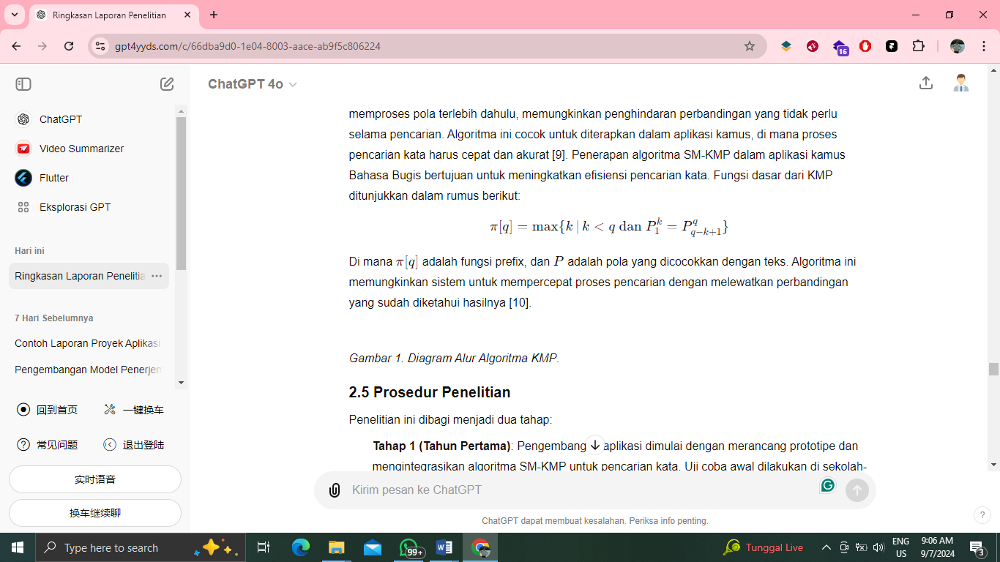 Ringkasan Laporan Penelitian
gpt4yyds.com/c/66dba9d0-1e04-8003-aace-ab9f5c806224
16
ChatGPT 4o
ChatGPT
Video Summarizer
Flutter
Eksplorasi GPT
Hari ini
Ringkasan Laporan Penelitia
7 Hari Sebelumnya
Contoh Laporan Proyek Aplikasi
Pengembangan Model Penerjem
回到首页
一键换车
常见问题
退出登陆
实时语音
换车继续聊
memproses pola terlebih dahulu, memungkinkan penghindaran perbandingan yang tidak perlu
selama pencarian. Algoritma ini cocok untuk diterapkan dalam aplikasi kamus, di mana proses
pencarian kata harus cepat dan akurat [9]. Penerapan algoritma SM-KMP dalam aplikasi kamus
Bahasa Bugis bertujuan untuk meningkatkan efisiensi pencarian kata. Fungsi dasar dari KMP
ditunjukkan dalam rumus berikut:
π[q] = max{k | k < q dan P_1^k = P_{q−k+1}^q}
Di mana π[q] adalah fungsi prefix, dan P adalah pola yang dicocokkan dengan teks. Algoritma ini
memungkinkan sistem untuk mempercepat proses pencarian dengan melewatkan perbandingan
yang sudah diketahui hasilnya [10].
Gambar 1. Diagram Alur Algoritma KMP.
2.5 Prosedur Penelitian
Penelitian ini dibagi menjadi dua tahap:
Tahap 1 (Tahun Pertama): Pengembang aplikasi dimulai dengan merancang prototipe dan
mengintegrasikan algoritma SM-KMP untuk pencarian kata. Uji coba awal dilakukan di sekolah-
Kirim pesan ke ChatGPT
ChatGPT dapat membuat kesalahan. Periksa info penting.
?
Type here to search
99+
Tunggal Live
ENG
US
9:06 AM
9/7/2024
3